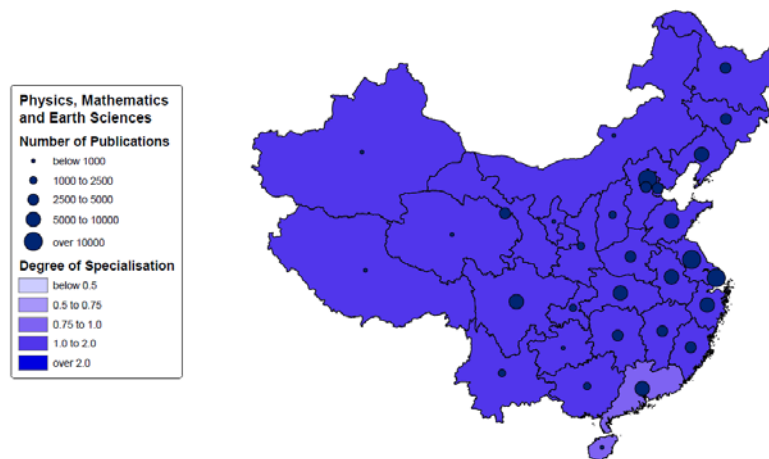 Physics, Mathematics
and Earth Sciences
Number of Publications
below 1000
1000 to 2500
2500 to 5000
5000 to 10000
over 10000
Degree of Specialisation
below 0.5
0.5 to 0.75
0.75 to 1.0
1.0 to 2.0
over 2.0